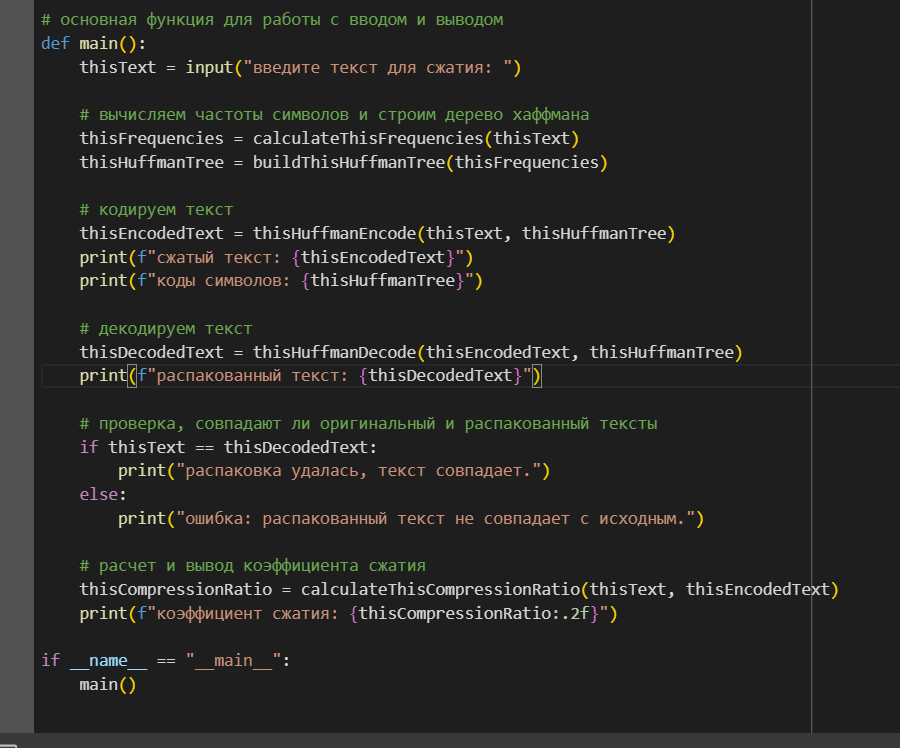 # основная функция для работы с вводом и выводом
def main():
    thisText = input("введите текст для сжатия: ")

    # вычисляем частоты символов и строим дерево хаффмана
    thisFrequencies = calculateThisFrequencies(thisText)
    thisHuffmanTree = buildThisHuffmanTree(thisFrequencies)

    # кодируем текст
    thisEncodedText = thisHuffmanEncode(thisText, thisHuffmanTree)
    print(f"сжатый текст: {thisEncodedText}")
    print(f"коды символов: {thisHuffmanTree}")

    # декодируем текст
    thisDecodedText = thisHuffmanDecode(thisEncodedText, thisHuffmanTree)
    print(f"распакованный текст: {thisDecodedText}")

    # проверка, совпадают ли оригинальный и распакованный тексты
    if thisText == thisDecodedText:
        print("распаковка удалась, текст совпадает.")
    else:
        print("ошибка: распакованный текст не совпадает с исходным.")

    # расчет и вывод коэффициента сжатия
    thisCompressionRatio = calculateThisCompressionRatio(thisText, thisEncodedText)
    print(f"коэффициент сжатия: {thisCompressionRatio:.2f}")

if __name__ == "__main__":
    main()